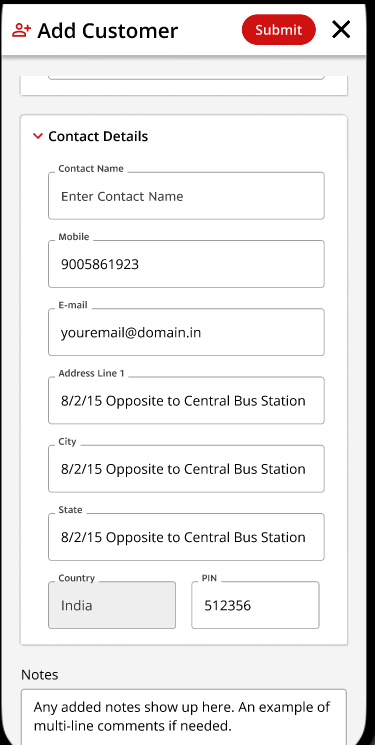 Add Customer
Submit
Contact Details
Contact Name
Enter Contact Name
Mobile
9005861923
E-mail
youremail@domain.in
Address Line 1
8/2/15 Opposite to Central Bus Station
City
8/2/15 Opposite to Central Bus Station
State
8/2/15 Opposite to Central Bus Station
Country
India
PIN
512356
Notes
Any added notes show up here. An example of
multi-line comments if needed.